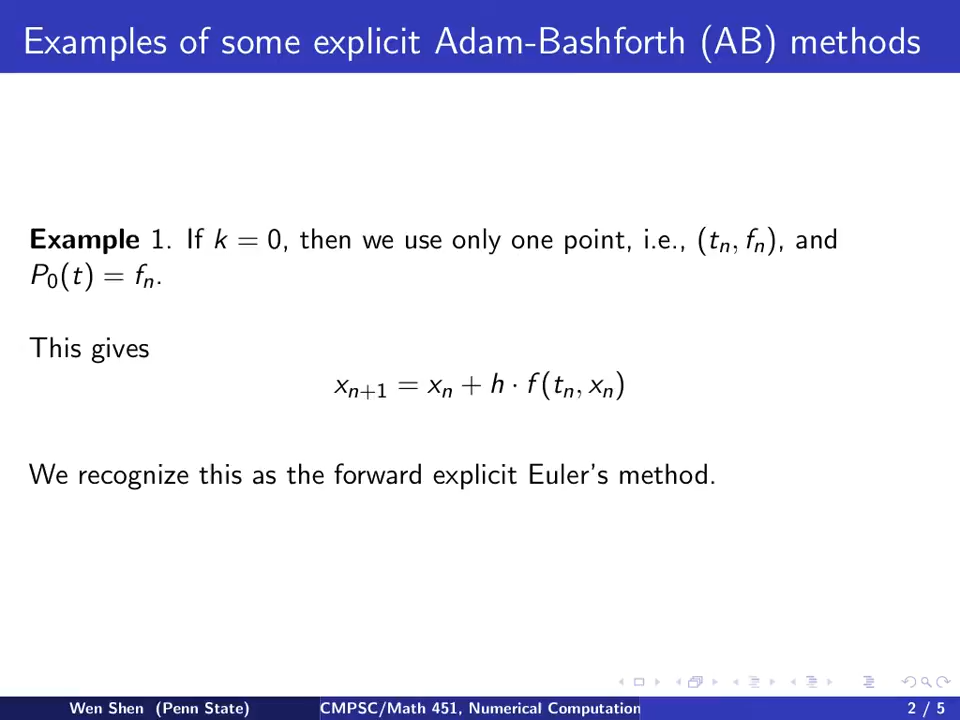 Examples of some explicit Adam-Bashforth (AB) methods
Example 1. If k = 0, then we use only one point, i.e., (tₙ, fₙ), and
P₀(t) = fₙ.
This gives
xₙ₊₁ = xₙ + h · f(tₙ, xₙ)
We recognize this as the forward explicit Euler's method.
Wen Shen (Penn State) CMPSC/Math 451, Numerical Computation 2 / 5